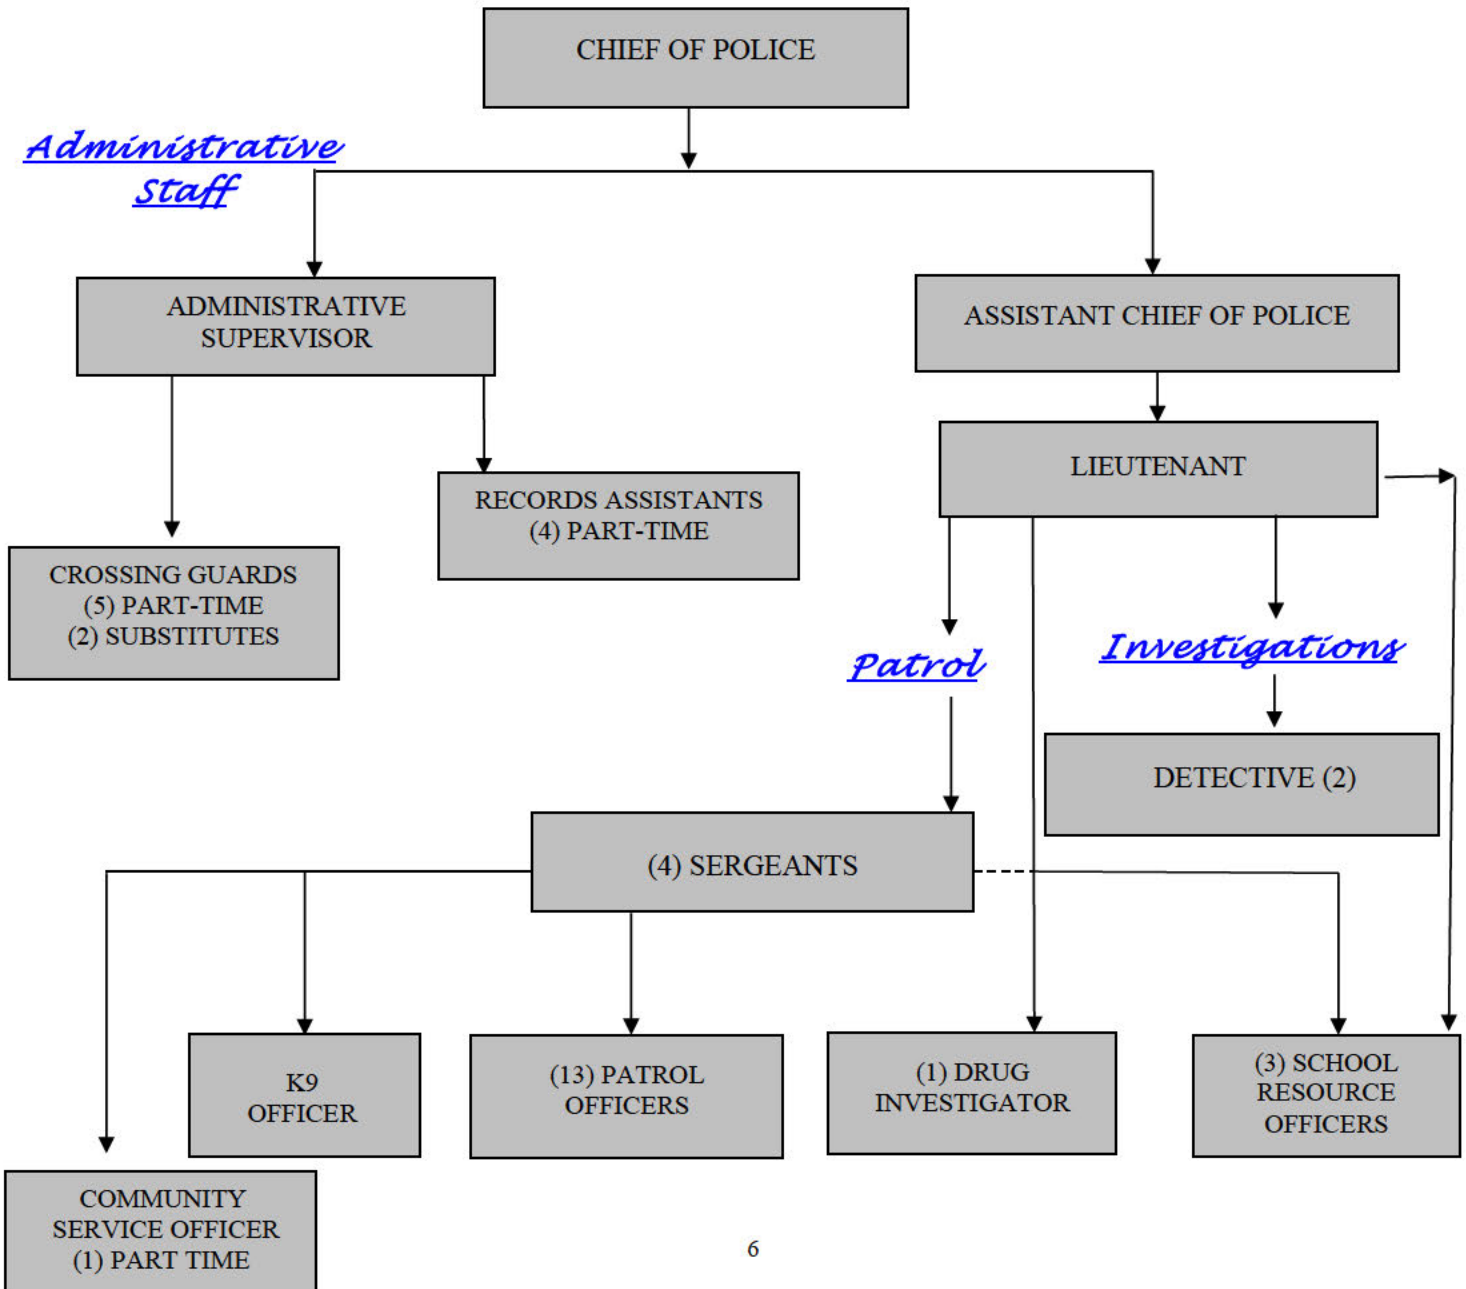 CHIEF OF POLICE
Administrative
Staff
ADMINISTRATIVE
SUPERVISOR
ASSISTANT CHIEF OF POLICE
LIEUTENANT
RECORDS ASSISTANTS
(4) PART-TIME
CROSSING GUARDS
(5) PART-TIME
(2) SUBSTITUTES
Patrol
Investigations
DETECTIVE (2)
(4) SERGEANTS
K9
OFFICER
(13) PATROL
OFFICERS
(1) DRUG
INVESTIGATOR
(3) SCHOOL
RESOURCE
OFFICERS
COMMUNITY
SERVICE OFFICER
(1) PART TIME
6